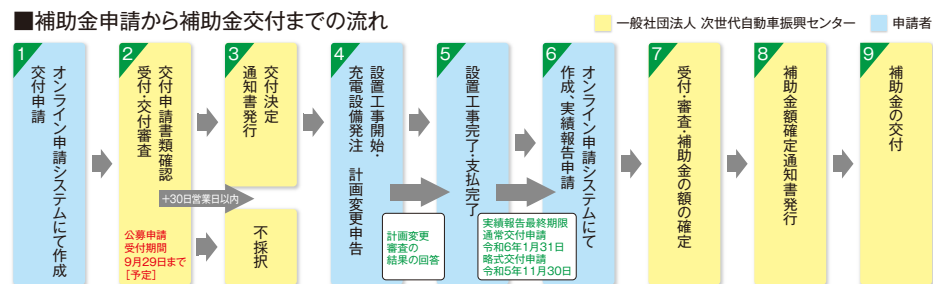 ■補助金申請から補助金交付までの流れ
一般社団法人 次世代自動車振興センター
申請者
1
オンライン申請システムにて作成
交付申請
2
交付申請書類確認
受付・交付審査
+30日営業日以内
公募申請
受付期間
9月29日まで
［予定］
3
交付決定
通知書発行
不採択
4
設置工事開始・
充電設備発注　計画変更申告
計画変更
審査の
結果の回答
5
設置工事完了・支払完了
実績報告最終期限
通常交付申請
令和6年1月31日
略式交付申請
令和5年11月30日
6
オンライン申請システムにて
作成、実績報告申請
7
受付・審査・補助金の額の確定
8
補助金額確定通知書発行
9
補助金の交付